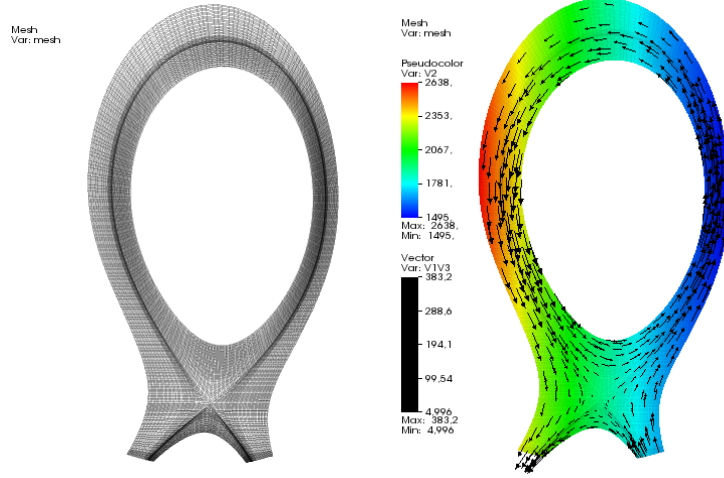 Mesh
Var: mesh
Mesh
Var: mesh
Pseudocolor
Var: V2
2638,
2353,
2067,
1781,
1495,
Max: 2638,
Min: 1495,
Vector
Var: V1V3
383,2
288,6
194,1
99,54
4,996
Max: 383,2
Min: 4,996